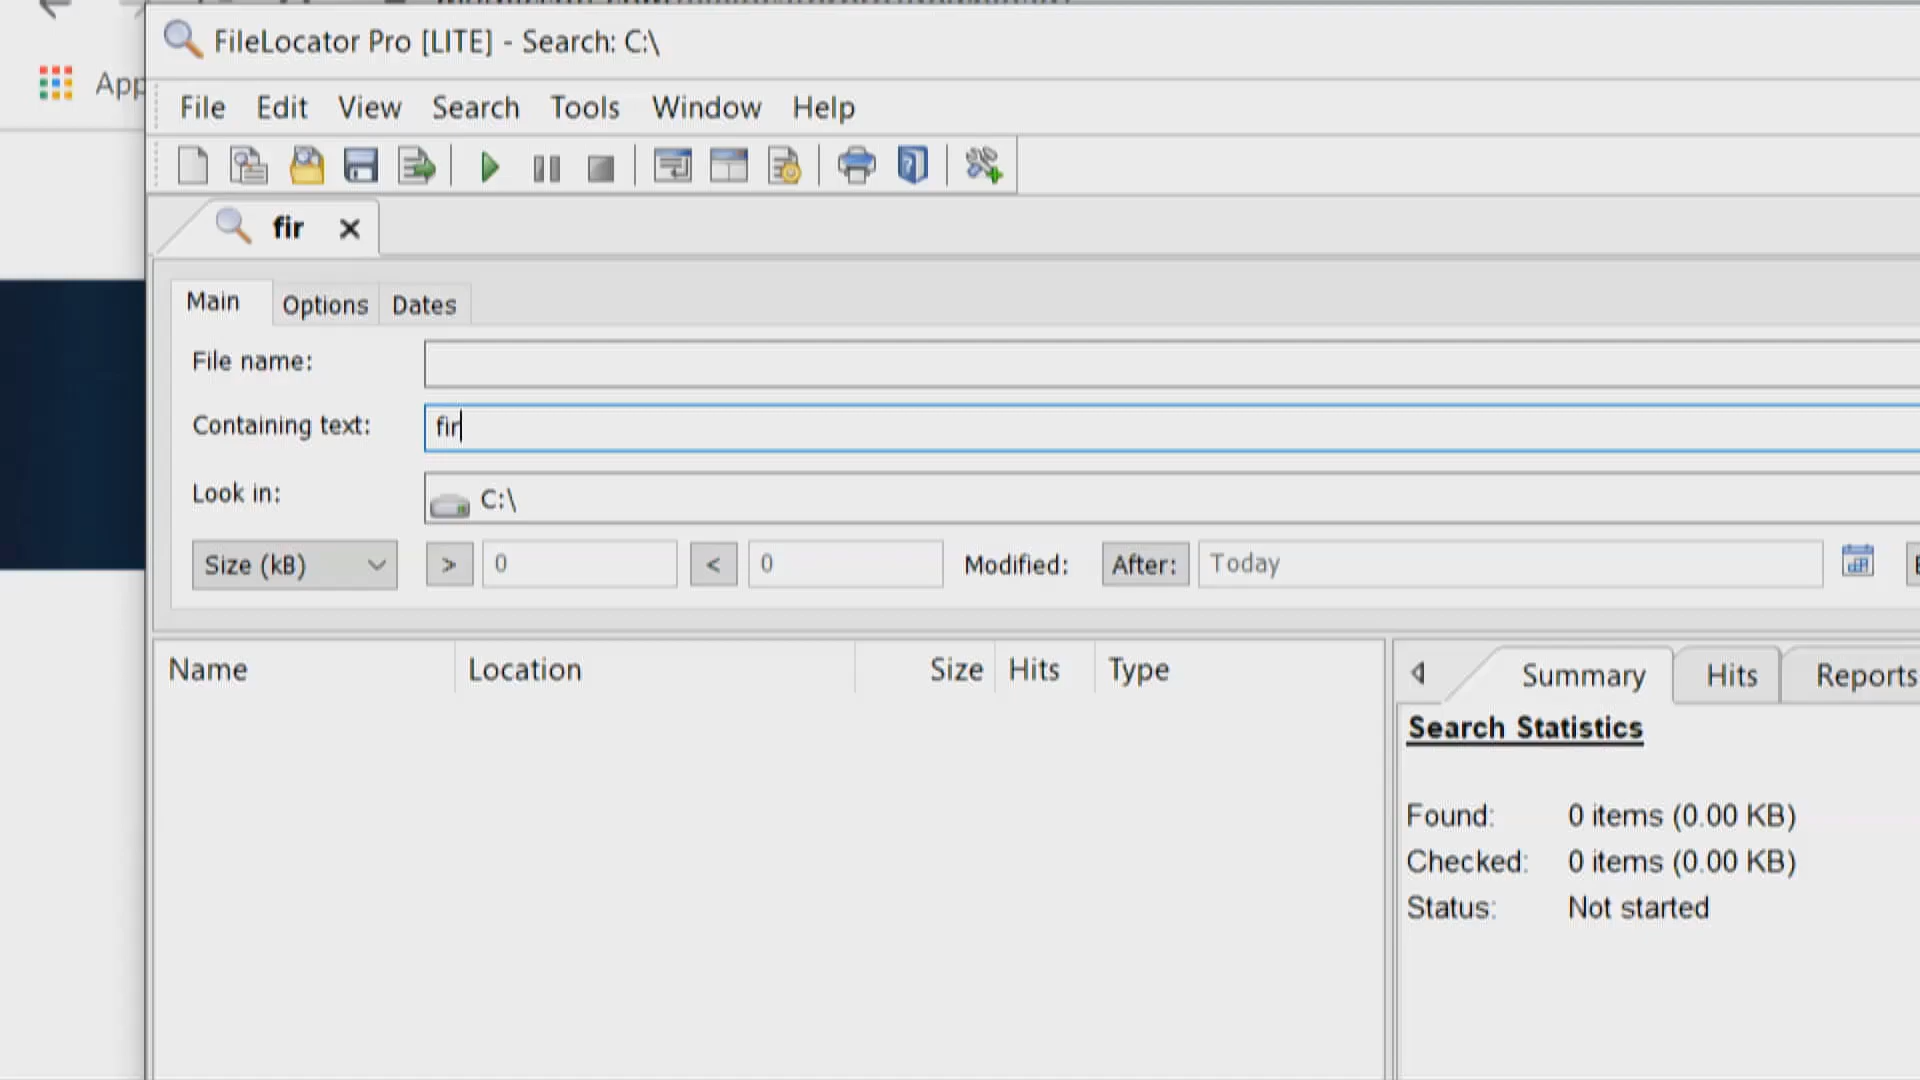 FileLocator Pro [LITE] - Search: C:\
App
File Edit View Search Tools Window Help
fir
Main Options Dates
File name:
Containing text: fir
Look in: C:\
Size (kB) > 0 < 0 Modified: After: Today
Name Location Size Hits Type
Summary Hits Reports
Search Statistics
Found: 0 items (0.00 KB)
Checked: 0 items (0.00 KB)
Status: Not started